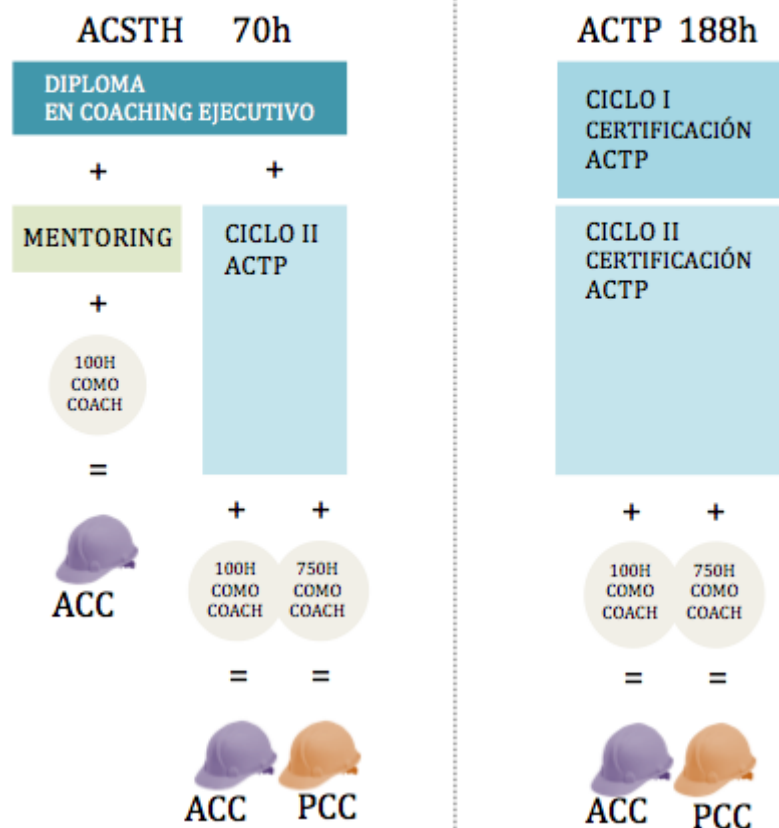 ACSTH 70h
DIPLOMA
EN COACHING EJECUTIVO
+
+
MENTORING
+
100H
COMO
COACH
=
ACC
CICLO II
ACTP
+
+
100H
COMO
COACH
750H
COMO
COACH
=
=
ACC
PCC
ACTP 188h
CICLO I
CERTIFICACIÓN
ACTP
CICLO II
CERTIFICACIÓN
ACTP
+
+
100H
COMO
COACH
750H
COMO
COACH
=
=
ACC
PCC